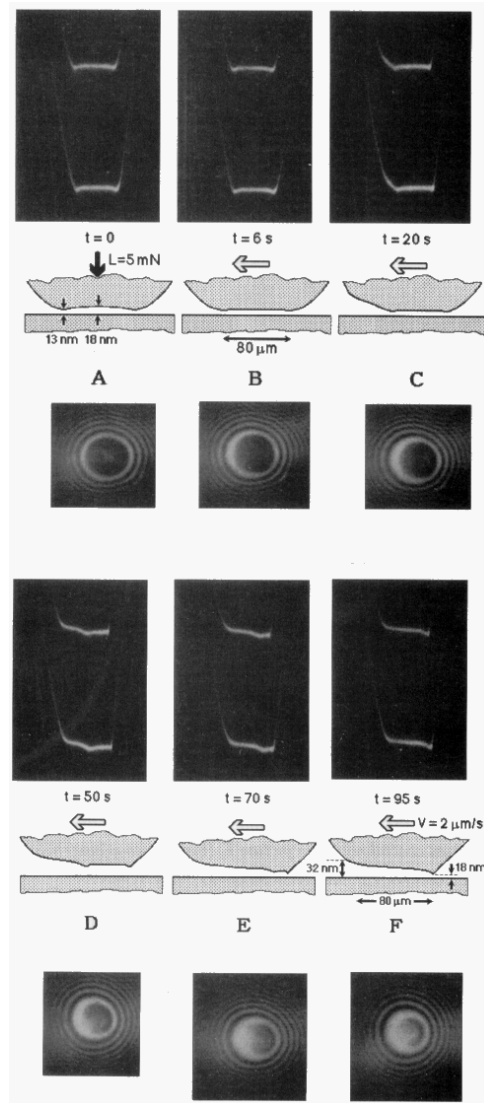 t = 0 t = 6 s t = 20 s
L=5 mN
13 nm 18 nm 80 μm
A B C
t = 50 s t = 70 s t = 95 s
V = 2 μm/s
32 nm 18 nm
80 μm
D E F